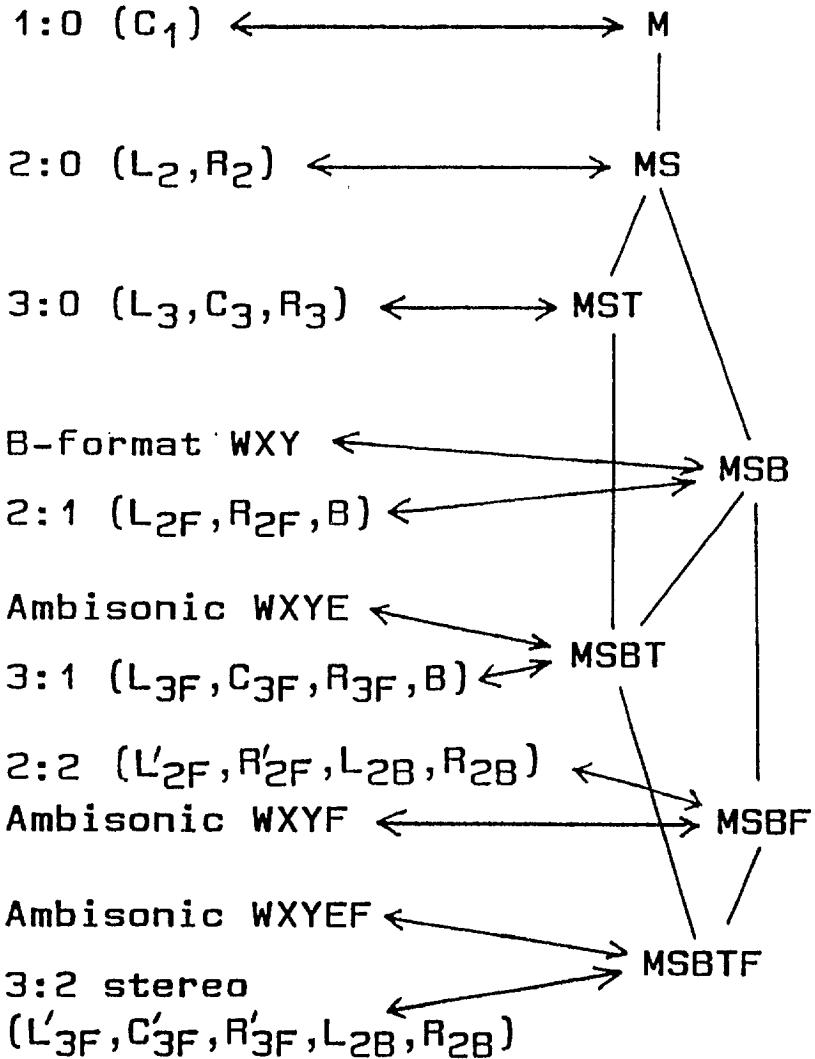 1:0 (C₁) M
2:0 (L₂,R₂) MS
3:0 (L₃,C₃,R₃) MST
B-format WXY
MSB
2:1 (L₂F,R₂F,B)
Ambisonic WXYE
MSBT
3:1 (L₃F,C₃F,R₃F,B)
2:2 (L′₂F,R′₂F,L₂B,R₂B)
Ambisonic WXYF MSBF
Ambisonic WXYEF
MSBTF
3:2 stereo
(L′₃F,C′₃F,R′₃F,L₂B,R₂B)